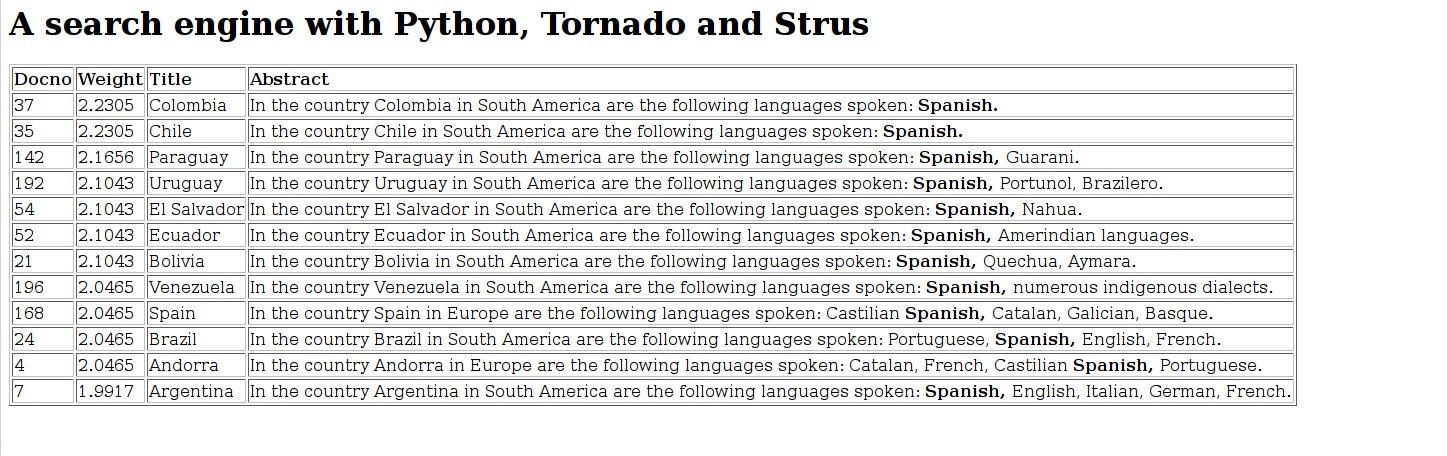 A search engine with Python, Tornado and Strus
Docno Weight Title Abstract
37 2.2305 Colombia In the country Colombia in South America are the following languages spoken: Spanish.
35 2.2305 Chile In the country Chile in South America are the following languages spoken: Spanish.
142 2.1656 Paraguay In the country Paraguay in South America are the following languages spoken: Spanish, Guarani.
192 2.1043 Uruguay In the country Uruguay in South America are the following languages spoken: Spanish, Portunol, Brazilero.
54 2.1043 El Salvador In the country El Salvador in South America are the following languages spoken: Spanish, Nahua.
52 2.1043 Ecuador In the country Ecuador in South America are the following languages spoken: Spanish, Amerindian languages.
21 2.1043 Bolivia In the country Bolivia in South America are the following languages spoken: Spanish, Quechua, Aymara.
196 2.0465 Venezuela In the country Venezuela in South America are the following languages spoken: Spanish, numerous indigenous dialects.
168 2.0465 Spain In the country Spain in Europe are the following languages spoken: Castilian Spanish, Catalan, Galician, Basque.
24 2.0465 Brazil In the country Brazil in South America are the following languages spoken: Portuguese, Spanish, English, French.
4 2.0465 Andorra In the country Andorra in Europe are the following languages spoken: Catalan, French, Castilian Spanish, Portuguese.
7 1.9917 Argentina In the country Argentina in South America are the following languages spoken: Spanish, English, Italian, German, French.